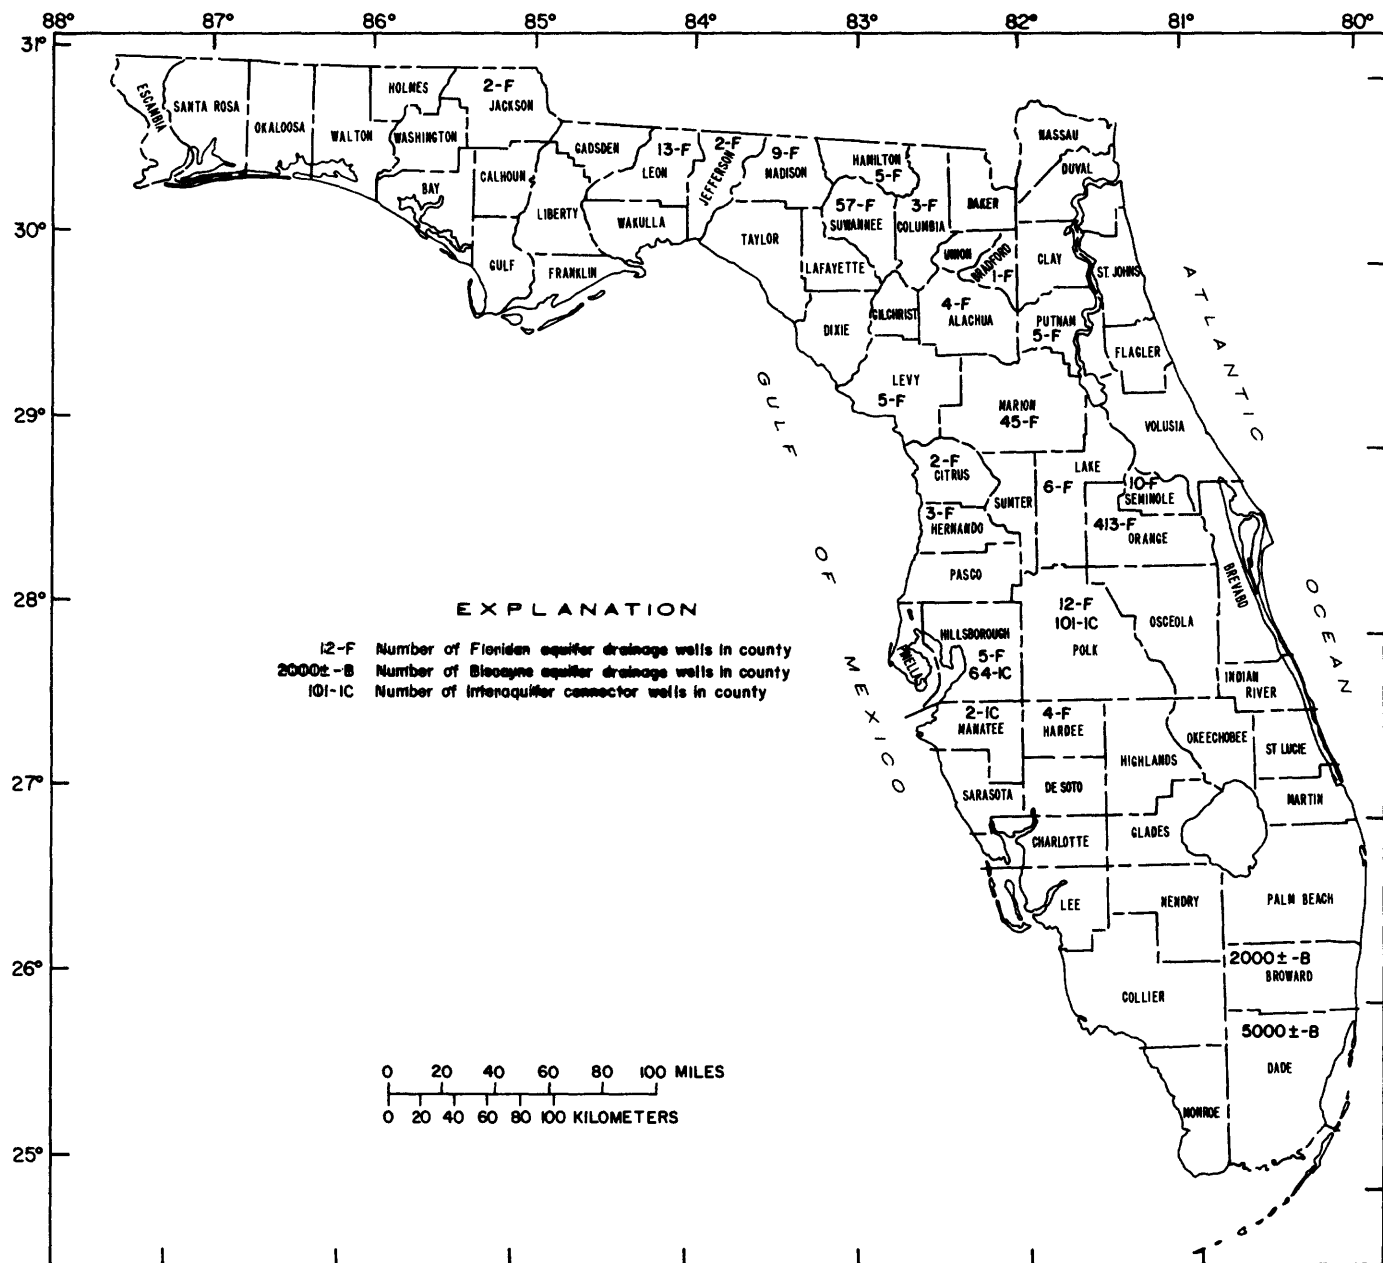 88° 87° 86° 85° 84° 83° 82° 81° 80°
31°
30°
29°
28°
27°
26°
25°
ESCAMBIA
SANTA ROSA
OKALOOSA
WALTON
HOLMES
WASHINGTON
2-F
JACKSON
BAY
CALHOUN
GULF
LIBERTY
GADSDEN
FRANKLIN
13-F
LEON
WAKULLA
2-F
JEFFERSON
9-F
MADISON
TAYLOR
HAMILTON
5-F
57-F
SUWANNEE
LAFAYETTE
DIXIE
3-F
COLUMBIA
GILCHRIST
BAKER
UNION
BRADFORD
1-F
4-F
ALACHUA
NASSAU
DUVAL
CLAY
ST. JOHNS
PUTNAM
5-F
FLAGLER
LEVY
5-F
MARION
45-F
VOLUSIA
2-F
CITRUS
SUMTER
LAKE
6-F
10-F
SEMINOLE
413-F
ORANGE
3-F
HERNANDO
PASCO
BREVARD
12-F
101-IC
POLK
OSCEOLA
HILLSBOROUGH
5-F
64-IC
PINELLAS
INDIAN
RIVER
2-IC
MANATEE
4-F
HARDEE
OKEECHOBEE
ST LUCIE
HIGHLANDS
SARASOTA
DE SOTO
MARTIN
CHARLOTTE
GLADES
LEE
HENDRY
PALM BEACH
2000±-B
BROWARD
COLLIER
5000±-B
DADE
MONROE
GULF
OF
MEXICO
ATLANTIC
OCEAN
EXPLANATION
12-F Number of Floridan aquifer drainage wells in county
2000±-B Number of Biscayne aquifer drainage wells in county
101-IC Number of interaquifer connector wells in county
0 20 40 60 80 100 MILES
0 20 40 60 80 100 KILOMETERS